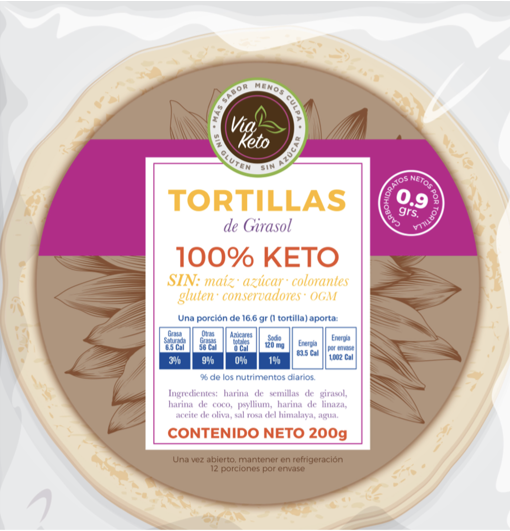 • MÁS SABOR MENOS CULPA •
Vía
Keto
SIN GLUTEN • SIN AZÚCAR
TORTILLAS
de Girasol
CARBOHIDRATOS NETOS POR TORTILLA
0.9
grs.
100% KETO
SIN: maíz · azúcar · colorantes
gluten · conservadores · OGM
Una porción de 16.6 gr (1 tortilla) aporta:
Grasa
Saturada
6.5 Cal
3%
Otras
Grasas
56 Cal
9%
Azúcares
totales
0 Cal
0%
Sodio
120 mg
1%
Energía
83.5 Cal
Energía
por envase
1,002 Cal
% de los nutrimentos diarios.
Ingredientes: harina de semillas de girasol,
harina de coco, psyllium, harina de linaza,
aceite de oliva, sal rosa del himalaya, agua.
CONTENIDO NETO 200g
Una vez abierto, mantener en refrigeración
12 porciones por envase